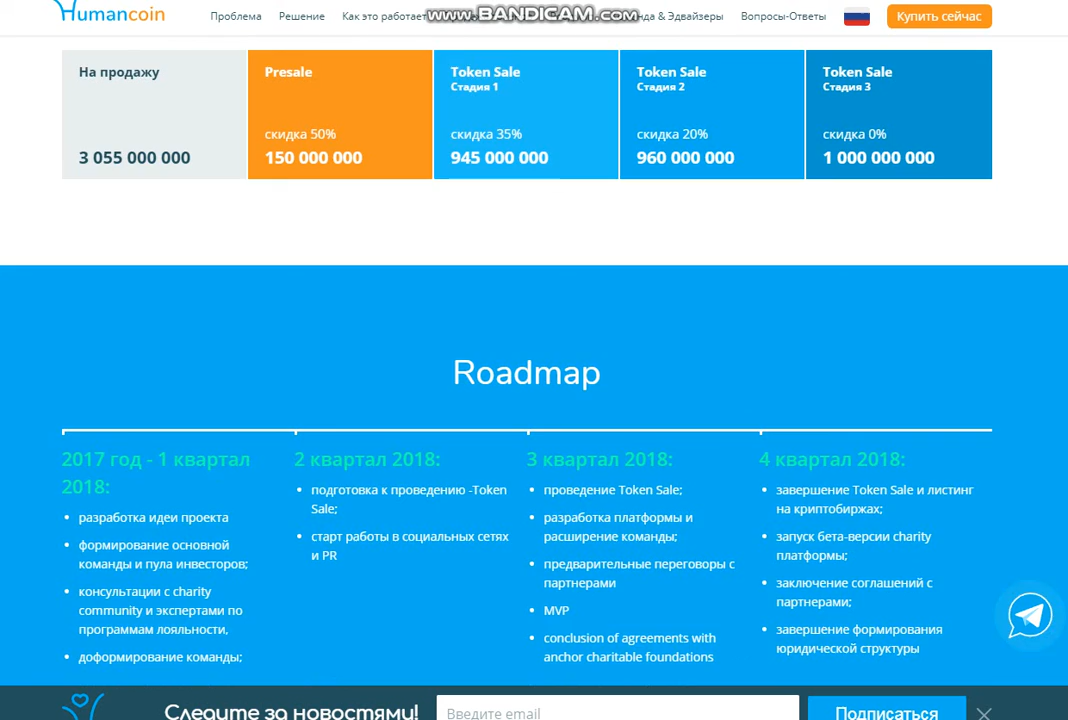 Humancoin
Проблема Решение Как это работает нда & Эдвайзеры Вопросы-Ответы Купить сейчас
www.BANDICAM.com
На продажу
3 055 000 000
Presale
скидка 50%
150 000 000
Token Sale
Стадия 1
скидка 35%
945 000 000
Token Sale
Стадия 2
скидка 20%
960 000 000
Token Sale
Стадия 3
скидка 0%
1 000 000 000
Roadmap
2017 год - 1 квартал
2018:
• разработка идеи проекта
• формирование основной
команды и пула инвесторов;
• консультации с charity
community и экспертами по
программам лояльности,
• доформирование команды;
2 квартал 2018:
• подготовка к проведению -Token
Sale;
• старт работы в социальных сетях
и PR
3 квартал 2018:
• проведение Token Sale;
• разработка платформы и
расширение команды;
• предварительные переговоры с
партнерами
• MVP
• conclusion of agreements with
anchor charitable foundations
4 квартал 2018:
• завершение Token Sale и листинг
на криптобиржах;
• запуск бета-версии charity
платформы;
• заключение соглашений с
партнерами;
• завершение формирования
юридической структуры
Следите за новостями! Введите email Подписаться